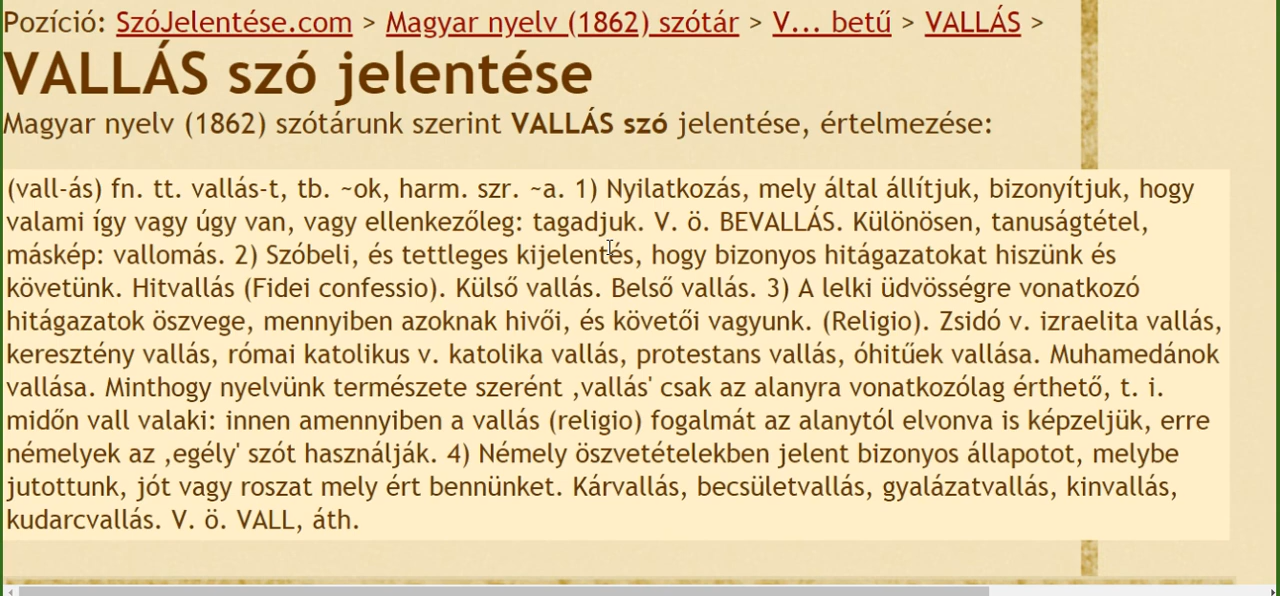 Pozíció: SzóJelentése.com > Magyar nyelv (1862) szótár > V... betű > VALLÁS >
VALLÁS szó jelentése
Magyar nyelv (1862) szótárunk szerint VALLÁS szó jelentése, értelmezése:
(vall-ás) fn. tt. vallás-t, tb. ~ok, harm. szr. ~a. 1) Nyilatkozás, mely által állítjuk, bizonyítjuk, hogy
valami így vagy úgy van, vagy ellenkezőleg: tagadjuk. V. ö. BEVALLÁS. Különösen, tanuságtétel,
máskép: vallomás. 2) Szóbeli, és tettleges kijelentés, hogy bizonyos hitágazatokat hiszünk és
követünk. Hitvallás (Fidei confessio). Külső vallás. Belső vallás. 3) A lelki üdvösségre vonatkozó
hitágazatok öszvege, mennyiben azoknak hivői, és követői vagyunk. (Religio). Zsidó v. izraelita vallás,
keresztény vallás, római katolikus v. katolika vallás, protestans vallás, óhitűek vallása. Muhamedánok
vallása. Minthogy nyelvünk természete szerént ,vallás' csak az alanyra vonatkozólag érthető, t. i.
midőn vall valaki: innen amennyiben a vallás (religio) fogalmát az alanytól elvonva is képzeljük, erre
némelyek az ,egély' szót használják. 4) Némely öszvetételekben jelent bizonyos állapotot, melybe
jutottunk, jót vagy roszat mely ért bennünket. Kárvallás, becsületvallás, gyalázatvallás, kinvallás,
kudarcvallás. V. ö. VALL, áth.